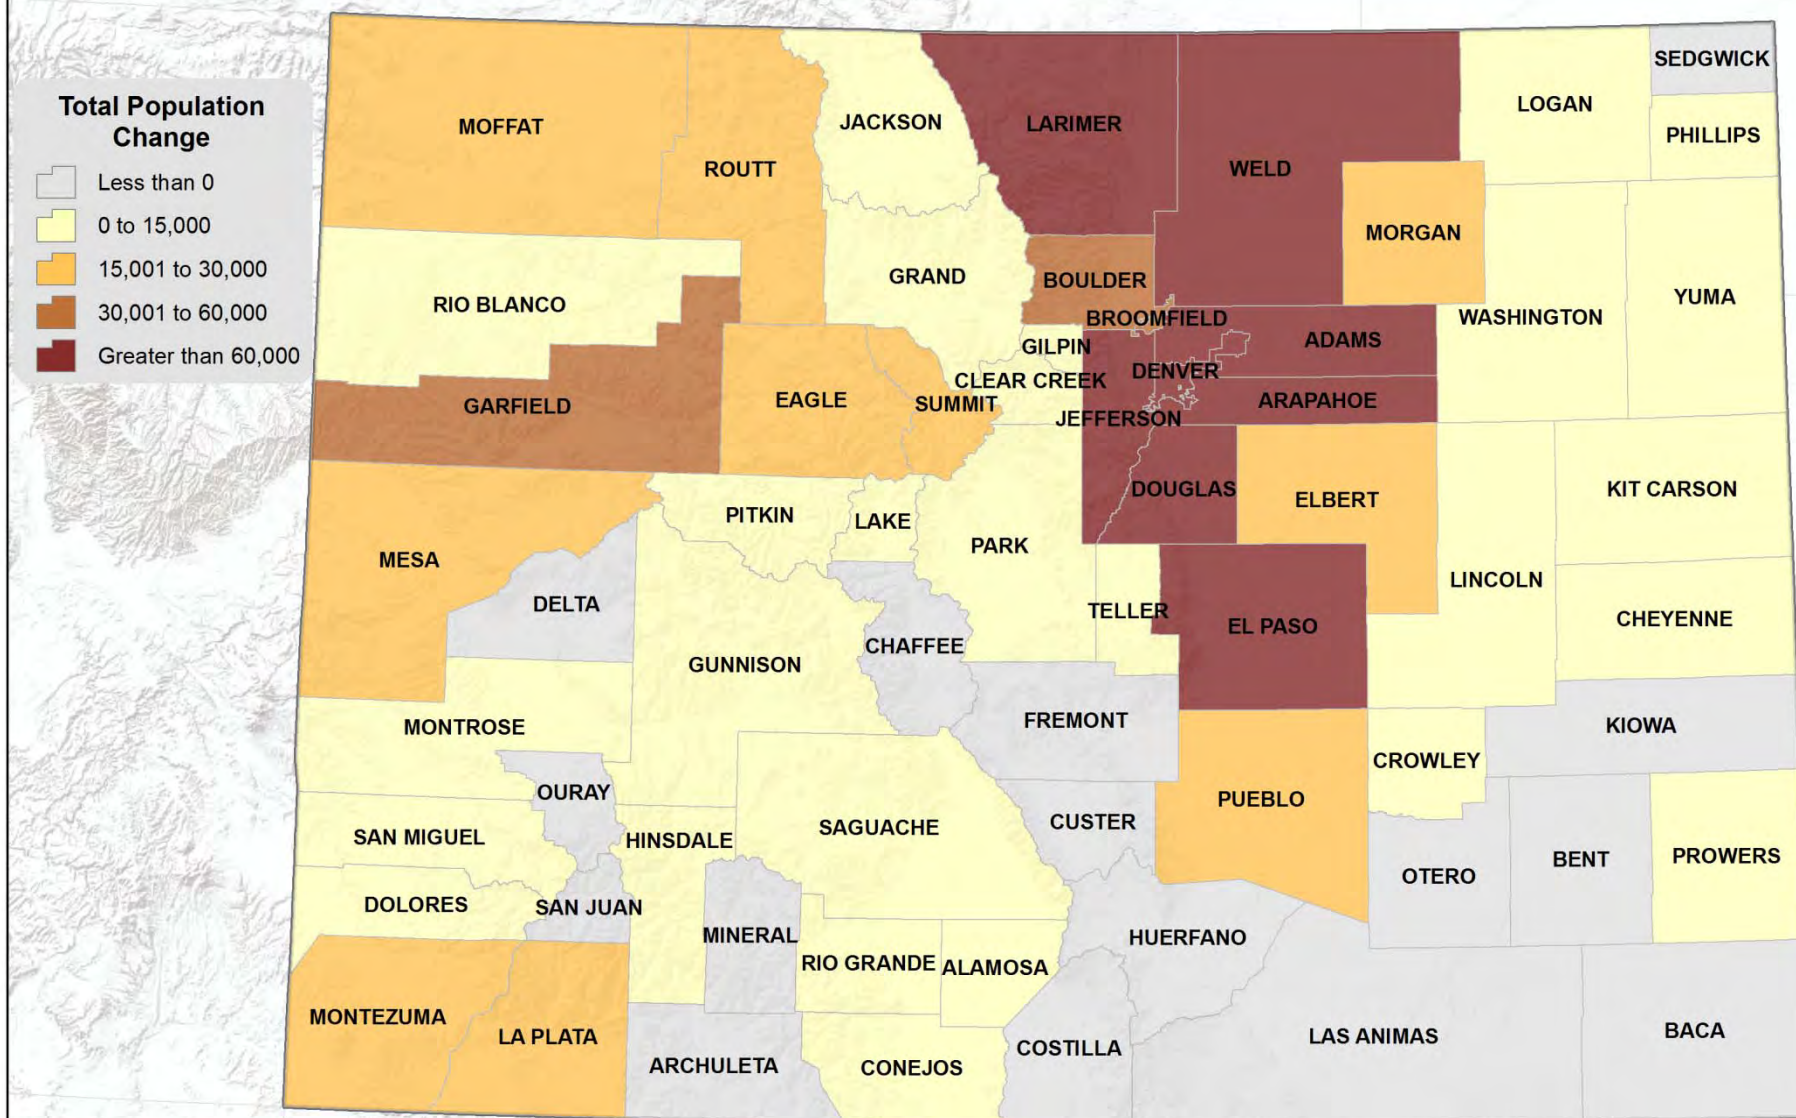 Total Population
Change
Less than 0
0 to 15,000
15,001 to 30,000
30,001 to 60,000
Greater than 60,000
SEDGWICK
LOGAN
JACKSON
LARIMER
MOFFAT
PHILLIPS
ROUTT
WELD
MORGAN
GRAND
BOULDER
YUMA
RIO BLANCO
BROOMFIELD
WASHINGTON
GILPIN
ADAMS
DENVER
CLEAR CREEK
EAGLE
SUMMIT
ARAPAHOE
GARFIELD
JEFFERSON
DOUGLAS
KIT CARSON
ELBERT
PITKIN
LAKE
PARK
MESA
LINCOLN
DELTA
TELLER
CHEYENNE
EL PASO
CHAFFEE
GUNNISON
FREMONT
KIOWA
MONTROSE
CROWLEY
OURAY
PUEBLO
CUSTER
SAGUACHE
SAN MIGUEL
HINSDALE
PROWERS
BENT
OTERO
DOLORES
SAN JUAN
MINERAL
HUERFANO
RIO GRANDE
ALAMOSA
MONTEZUMA
BACA
LA PLATA
LAS ANIMAS
COSTILLA
ARCHULETA
CONEJOS